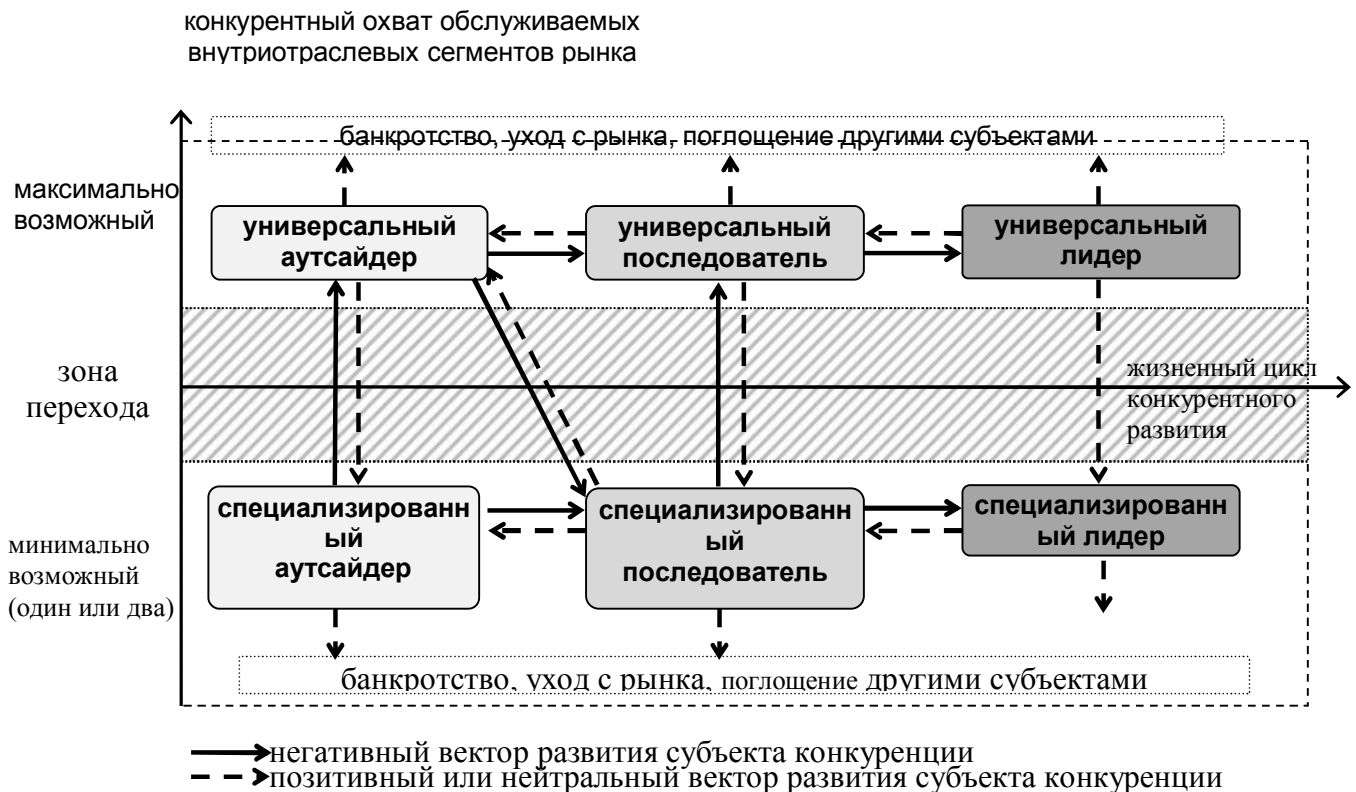 конкурентный охват обслуживаемых
внутриотраслевых сегментов рынка
банкротство, уход с рынка, поглощение другими субъектами
максимально
возможный
универсальный
аутсайдер
универсальный
последователь
универсальный
лидер
зона
перехода
жизненный цикл
конкурентного
развития
специализированн
ый
аутсайдер
специализированн
ый
последователь
специализированн
ый лидер
минимально
возможный
(один или два)
банкротство, уход с рынка, поглощение другими субъектами
негативный вектор развития субъекта конкуренции
позитивный или нейтральный вектор развития субъекта конкуренции